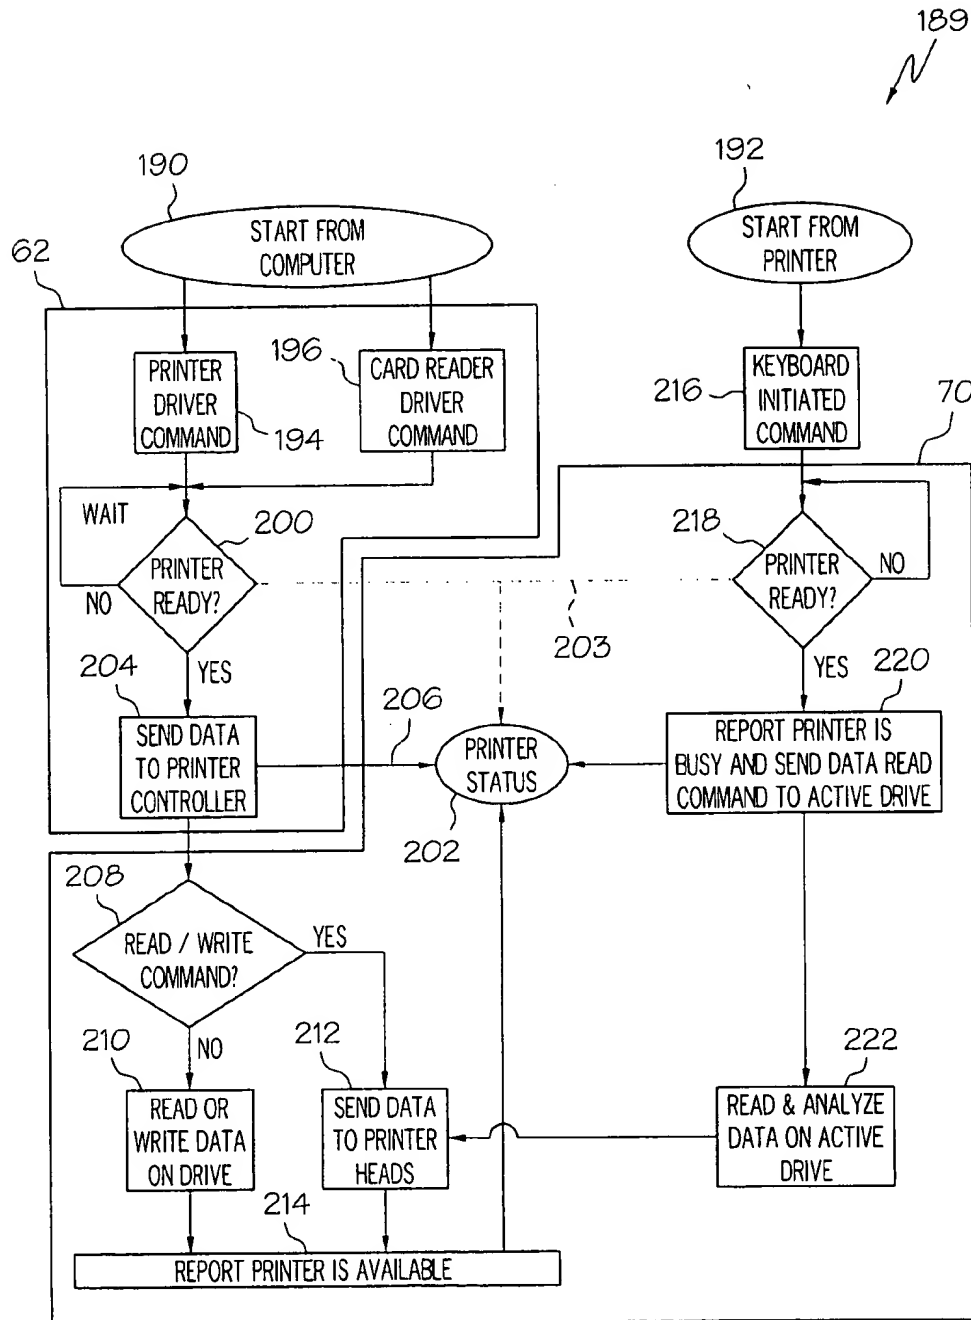 189
190
192
START FROM
COMPUTER
START FROM
PRINTER
62
PRINTER
DRIVER
COMMAND
194
196
CARD READER
DRIVER
COMMAND
216
KEYBOARD
INITIATED
COMMAND
70
WAIT
200
PRINTER
READY?
NO
YES
218
PRINTER
READY?
NO
YES
203
204
SEND DATA
TO PRINTER
CONTROLLER
206
PRINTER
STATUS
202
220
REPORT PRINTER IS
BUSY AND SEND DATA READ
COMMAND TO ACTIVE DRIVE
208
READ / WRITE
COMMAND?
YES
NO
210
READ OR
WRITE DATA
ON DRIVE
212
SEND DATA
TO PRINTER
HEADS
222
READ & ANALYZE
DATA ON ACTIVE
DRIVE
214
REPORT PRINTER IS AVAILABLE